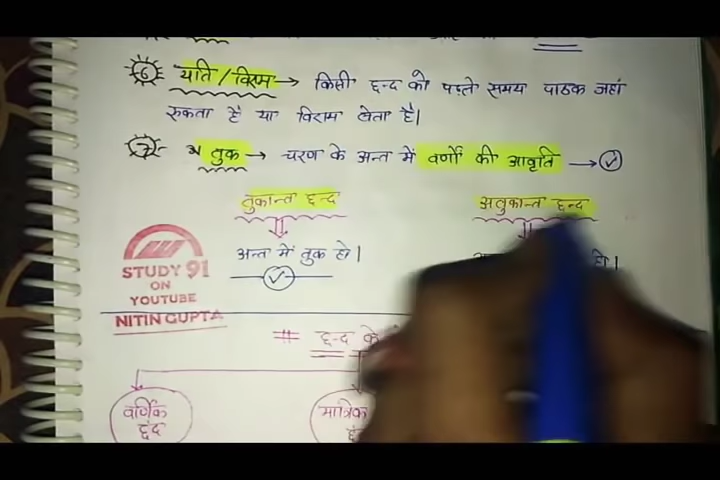 6 यति / विराम → किसी छन्द को पढ़ते समय पाठक जहां
रुकता है या विराम लेता है।
7 तुक → चरण के अन्त में वर्णों की आवृति →
तुकान्त छन्द
अतुकान्त छन्द
अन्त में तुक हो।
हो।
STUDY 91
ON
YOUTUBE
NITIN GUPTA
# छन्द के
वर्णिक
छंद
मात्रिक